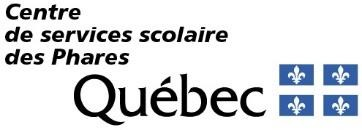 Centre
de services scolaire
des Phares
Québec